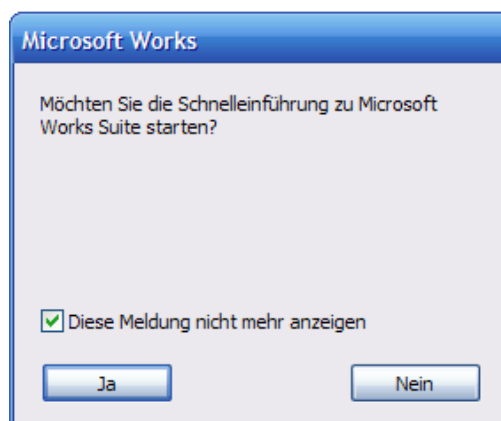 Microsoft Works
Möchten Sie die Schnelleinführung zu Microsoft
Works Suite starten?
Diese Meldung nicht mehr anzeigen
Ja
Nein